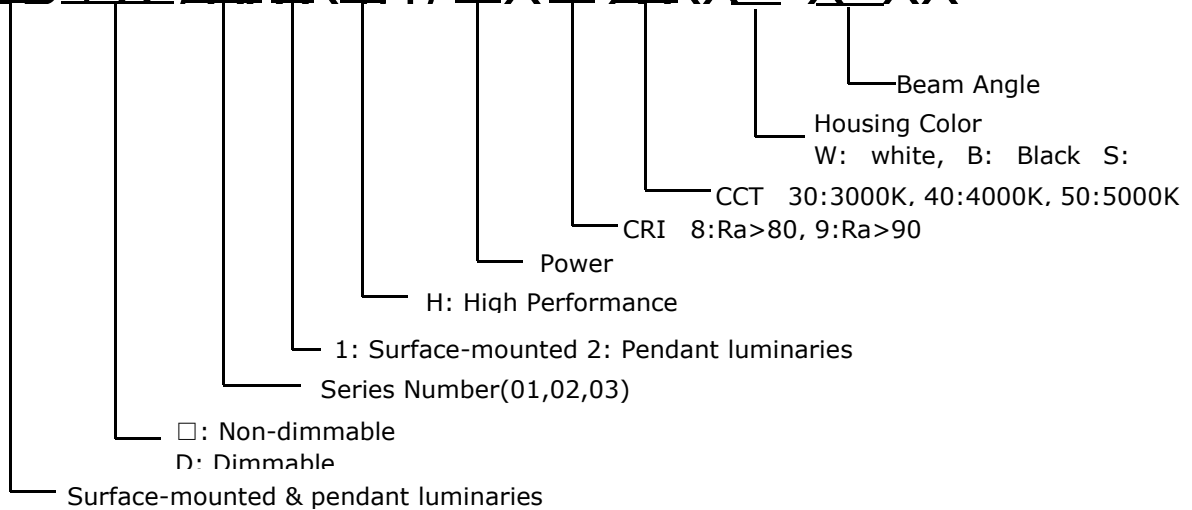 Beam Angle
Housing Color
W: white, B: Black S:
CCT 30:3000K, 40:4000K, 50:5000K
CRI 8:Ra>80, 9:Ra>90
Power
H: High Performance
1: Surface-mounted 2: Pendant luminaries
Series Number(01,02,03)
□: Non-dimmable
D: Dimmable
Surface-mounted & pendant luminaries